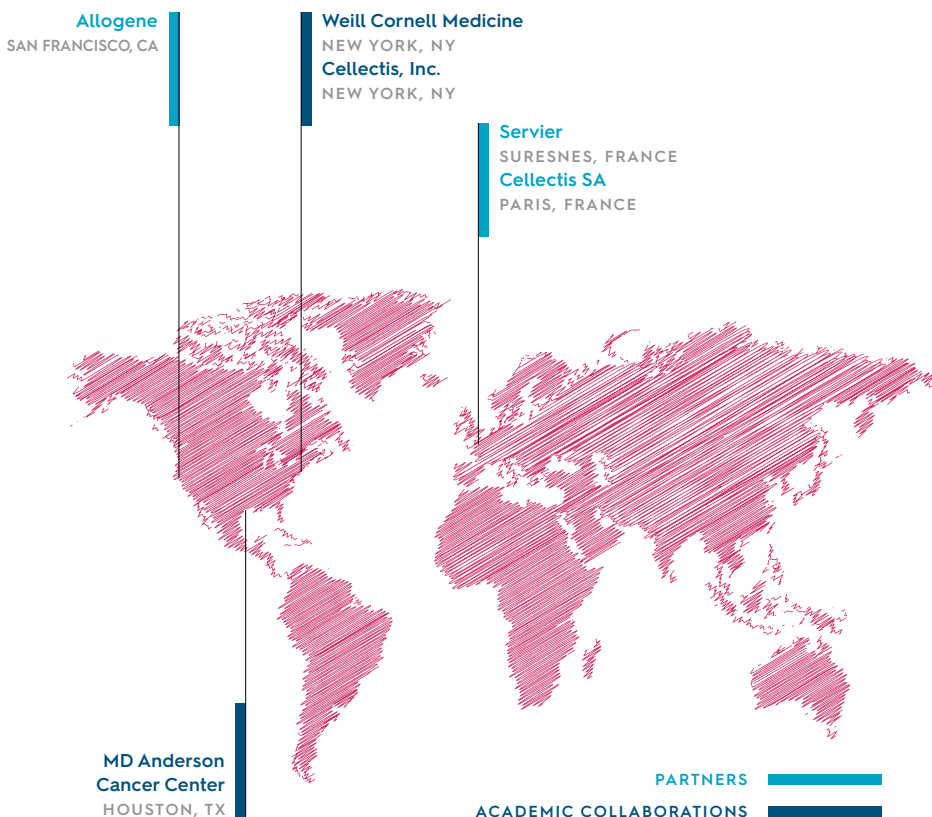 Allogene
SAN FRANCISCO, CA
Weill Cornell Medicine
NEW YORK, NY
Cellectis, Inc.
NEW YORK, NY
Servier
SURESNES, FRANCE
Cellectis SA
PARIS, FRANCE
MD Anderson
Cancer Center
HOUSTON, TX
PARTNERS
ACADEMIC COLLABORATIONS